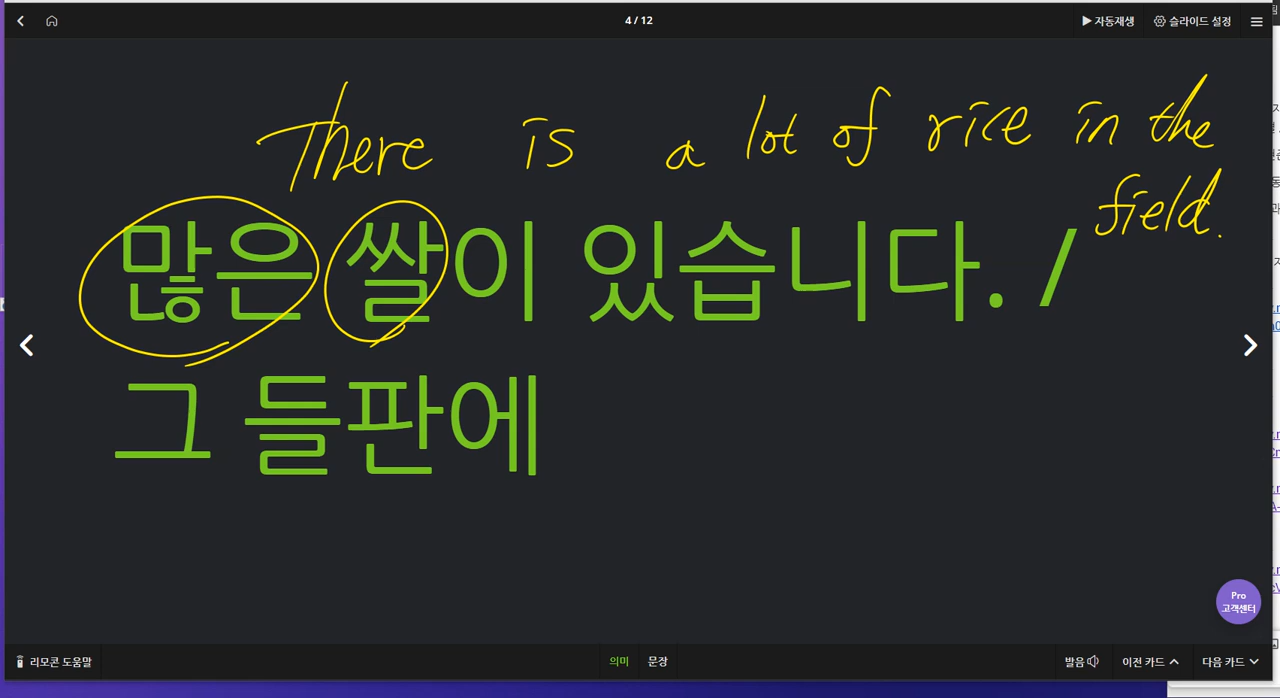 4 / 12
▶ 자동재생
슬라이드 설정
There is a lot of rice in the
field.
많은 쌀이 있습니다. /
그 들판에
Pro
고객센터
리모콘 도움말
의미
문장
발음
이전 카드
다음 카드